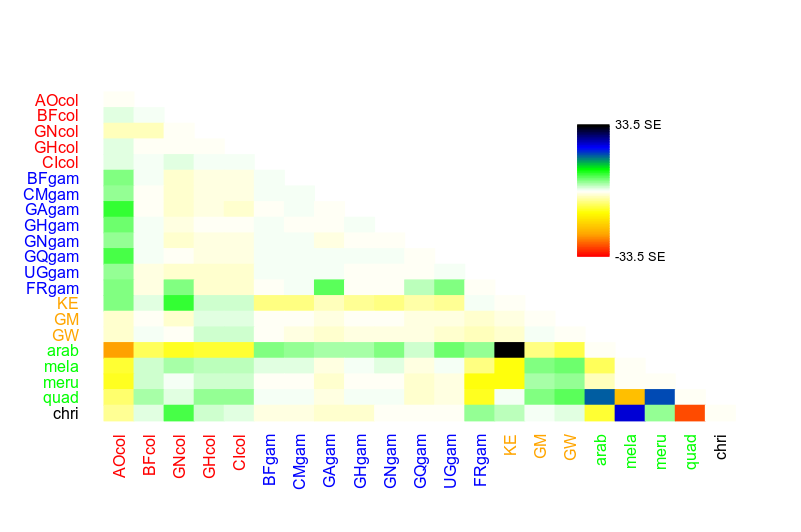 AOcol
BFcol
GNcol
GHcol
CIcol
BFgam
CMgam
GAgam
GHgam
GNgam
GQgam
UGgam
FRgam
KE
GM
GW
arab
mela
meru
quad
chri
33.5 SE
-33.5 SE
AOcol
BFcol
GNcol
GHcol
CIcol
BFgam
CMgam
GAgam
GHgam
GNgam
GQgam
UGgam
FRgam
KE
GM
GW
arab
mela
meru
quad
chri